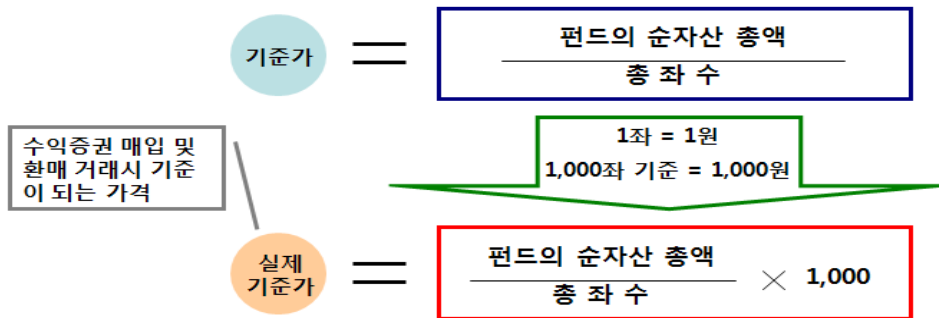 기준가
펀드의 순자산 총액
총 좌 수
수익증권 매입 및
환매 거래시 기준
이 되는 가격
1좌 = 1원
1,000좌 기준 = 1,000원
실제
기준가
펀드의 순자산 총액
총 좌 수
× 1,000